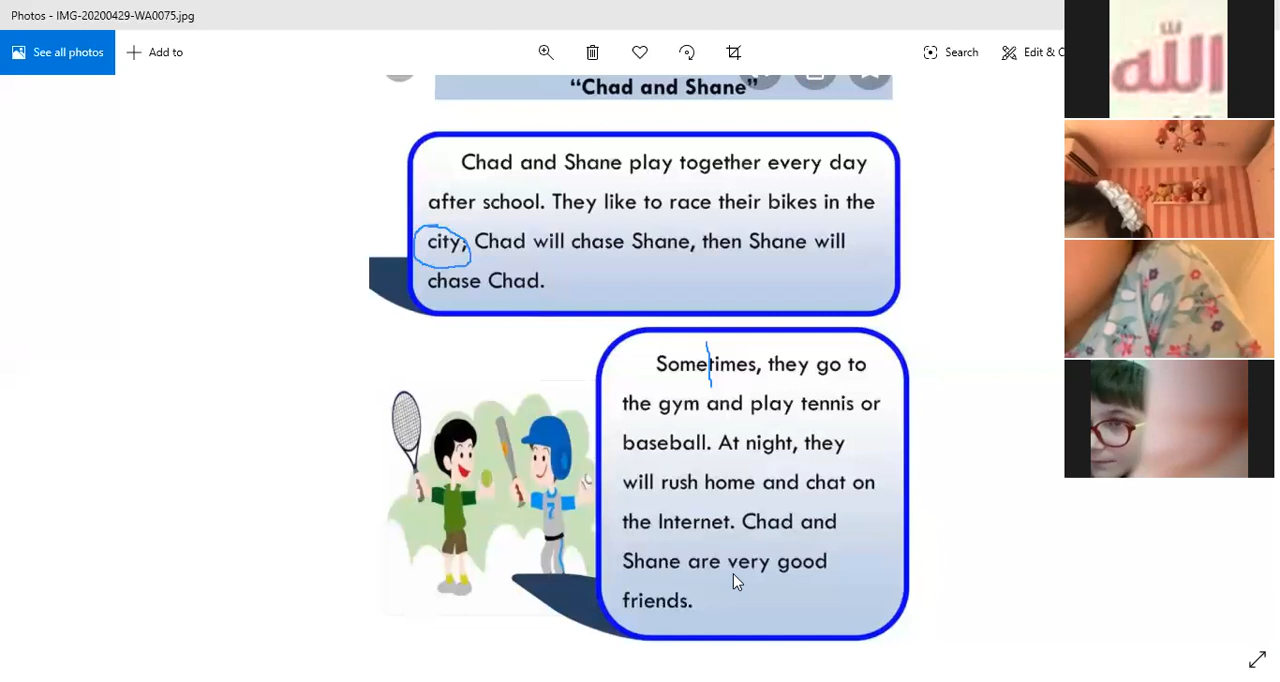 Photos - IMG-20200429-WA0075.jpg
See all photos
Add to
Search
Edit & C
الله
“Chad and Shane”
Chad and Shane play together every day
after school. They like to race their bikes in the
city; Chad will chase Shane, then Shane will
chase Chad.
Sometimes, they go to
the gym and play tennis or
baseball. At night, they
will rush home and chat on
the Internet. Chad and
Shane are very good
friends.
7